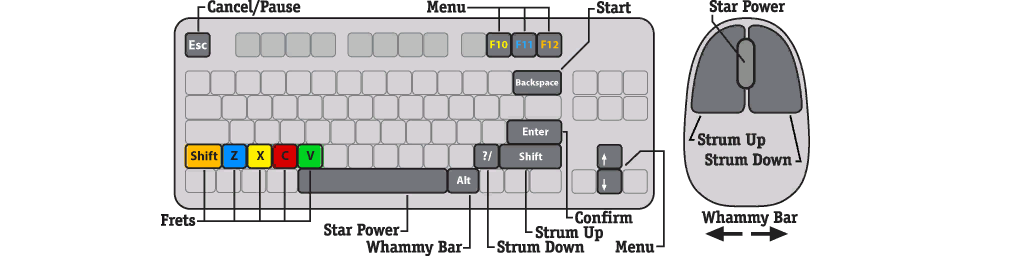 Cancel/Pause
Menu
Start
Star Power
Esc
F10 F11 F12
Backspace
Enter
Shift Z X C V ?/ Shift
Alt
↑
↓
Strum Up
Strum Down
Frets
Star Power
Whammy Bar
Strum Down
Strum Up
Confirm
Menu
Whammy Bar